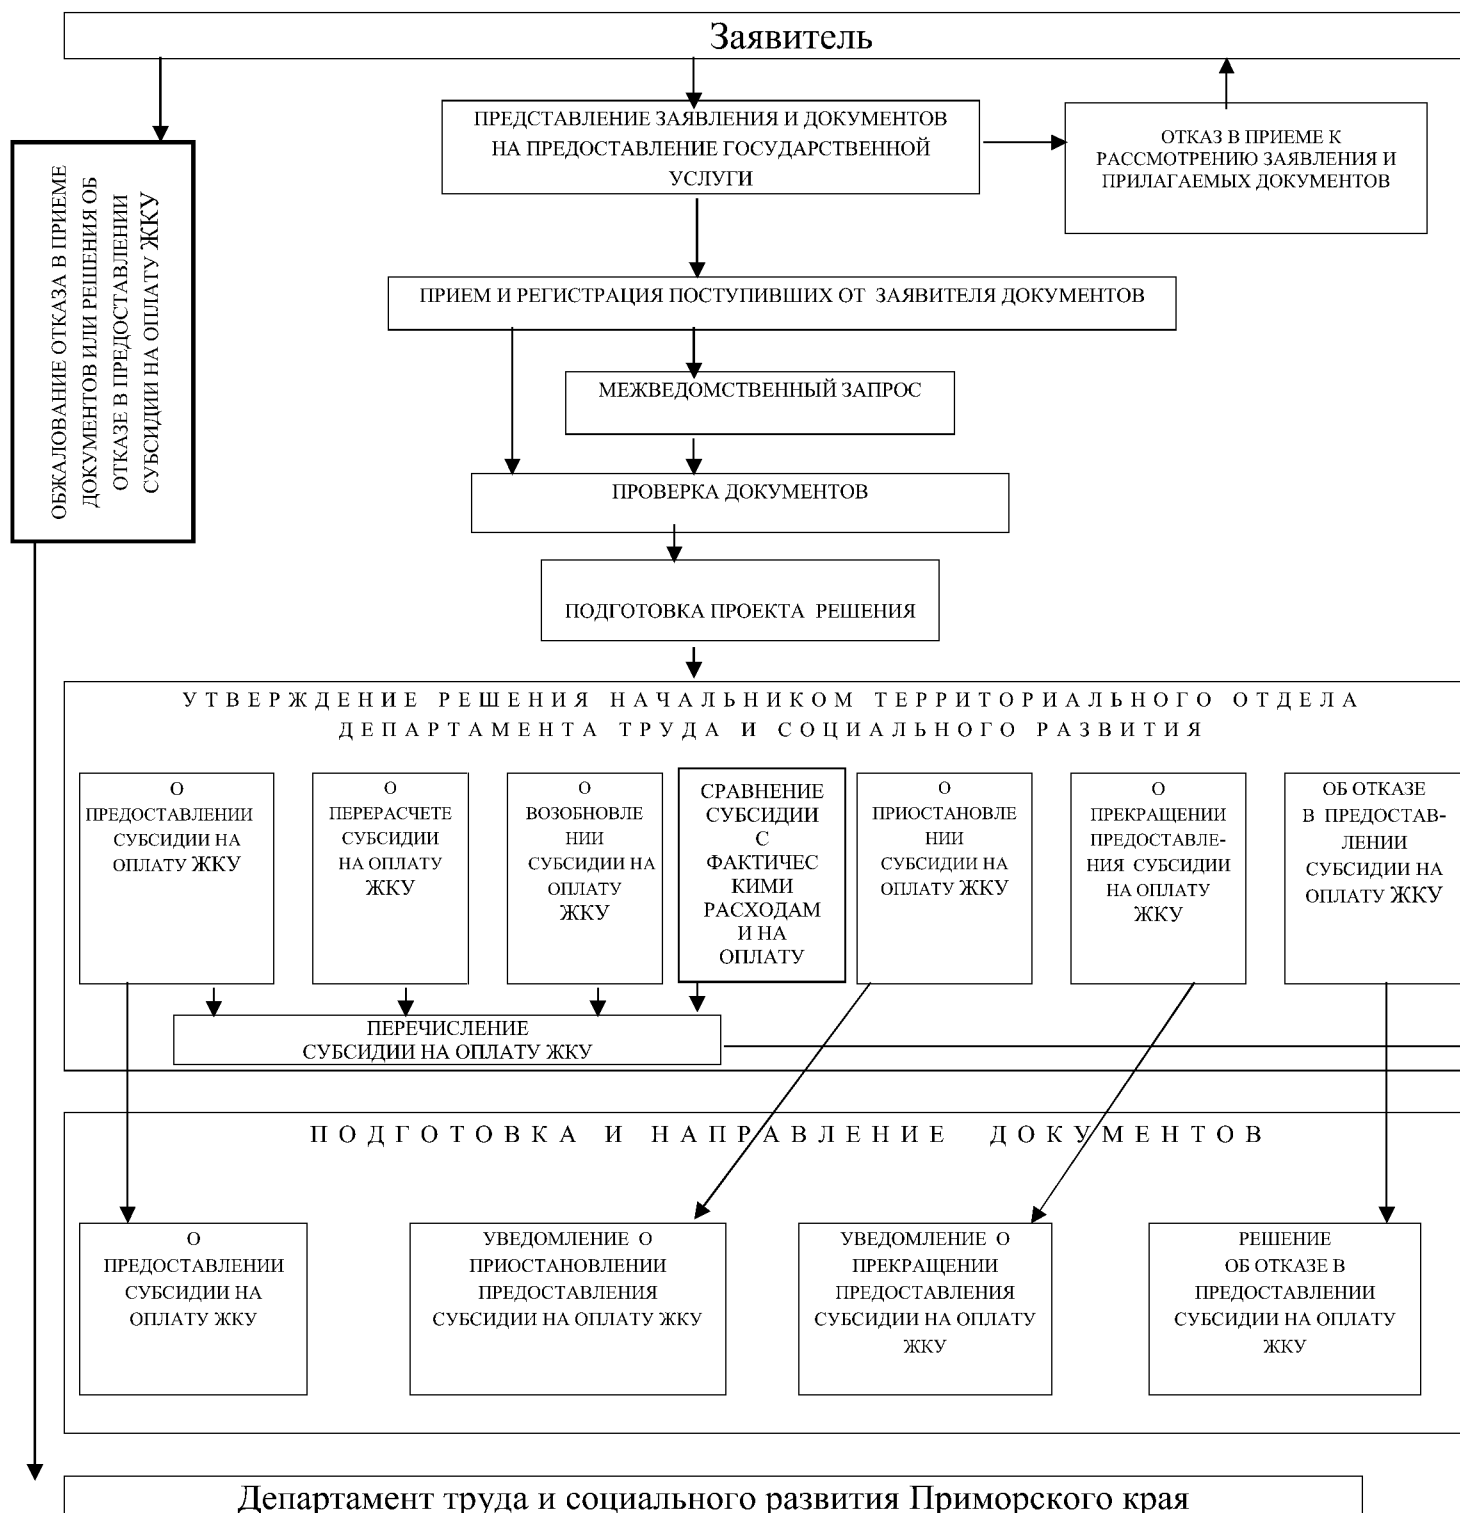 Заявитель
ПРЕДСТАВЛЕНИЕ ЗАЯВЛЕНИЯ И ДОКУМЕНТОВ
НА ПРЕДОСТАВЛЕНИЕ ГОСУДАРСТВЕННОЙ
УСЛУГИ
ОТКАЗ В ПРИЕМЕ К
РАССМОТРЕНИЮ ЗАЯВЛЕНИЯ И
ПРИЛАГАЕМЫХ ДОКУМЕНТОВ
ОБЖАЛОВАНИЕ ОТКАЗА В ПРИЕМЕ
ДОКУМЕНТОВ ИЛИ РЕШЕНИЯ ОБ
ОТКАЗЕ В ПРЕДОСТАВЛЕНИИ
СУБСИДИИ НА ОПЛАТУ ЖКУ
ПРИЕМ И РЕГИСТРАЦИЯ ПОСТУПИВШИХ ОТ ЗАЯВИТЕЛЯ ДОКУМЕНТОВ
МЕЖВЕДОМСТВЕННЫЙ ЗАПРОС
ПРОВЕРКА ДОКУМЕНТОВ
ПОДГОТОВКА ПРОЕКТА РЕШЕНИЯ
УТВЕРЖДЕНИЕ РЕШЕНИЯ НАЧАЛЬНИКОМ ТЕРРИТОРИАЛЬНОГО ОТДЕЛА
ДЕПАРТАМЕНТА ТРУДА И СОЦИАЛЬНОГО РАЗВИТИЯ
О
ПРЕДОСТАВЛЕНИИ
СУБСИДИИ НА
ОПЛАТУ ЖКУ
О
ПЕРЕРАСЧЕТЕ
СУБСИДИИ
НА ОПЛАТУ
ЖКУ
О
ВОЗОБНОВЛЕ
НИИ
СУБСИДИИ НА
ОПЛАТУ
ЖКУ
СРАВНЕНИЕ
СУБСИДИИ
С
ФАКТИЧЕС
КИМИ
РАСХОДАМ
И НА
ОПЛАТУ
О
ПРИОСТАНОВЛЕ
НИИ
СУБСИДИИ НА
ОПЛАТУ ЖКУ
О
ПРЕКРАЩЕНИИ
ПРЕДОСТАВЛЕ-
НИЯ СУБСИДИИ
НА ОПЛАТУ
ЖКУ
ОБ ОТКАЗЕ
В ПРЕДОСТАВ-
ЛЕНИИ
СУБСИДИИ НА
ОПЛАТУ ЖКУ
ПЕРЕЧИСЛЕНИЕ
СУБСИДИИ НА ОПЛАТУ ЖКУ
ПОДГОТОВКА И НАПРАВЛЕНИЕ ДОКУМЕНТОВ
О
ПРЕДОСТАВЛЕНИИ
СУБСИДИИ НА
ОПЛАТУ ЖКУ
УВЕДОМЛЕНИЕ О
ПРИОСТАНОВЛЕНИИ
ПРЕДОСТАВЛЕНИЯ
СУБСИДИИ НА ОПЛАТУ ЖКУ
УВЕДОМЛЕНИЕ О
ПРЕКРАЩЕНИИ
ПРЕДОСТАВЛЕНИЯ
СУБСИДИИ НА ОПЛАТУ
ЖКУ
РЕШЕНИЕ
ОБ ОТКАЗЕ В
ПРЕДОСТАВЛЕНИИ
СУБСИДИИ НА ОПЛАТУ
ЖКУ
Департамент труда и социального развития Приморского края